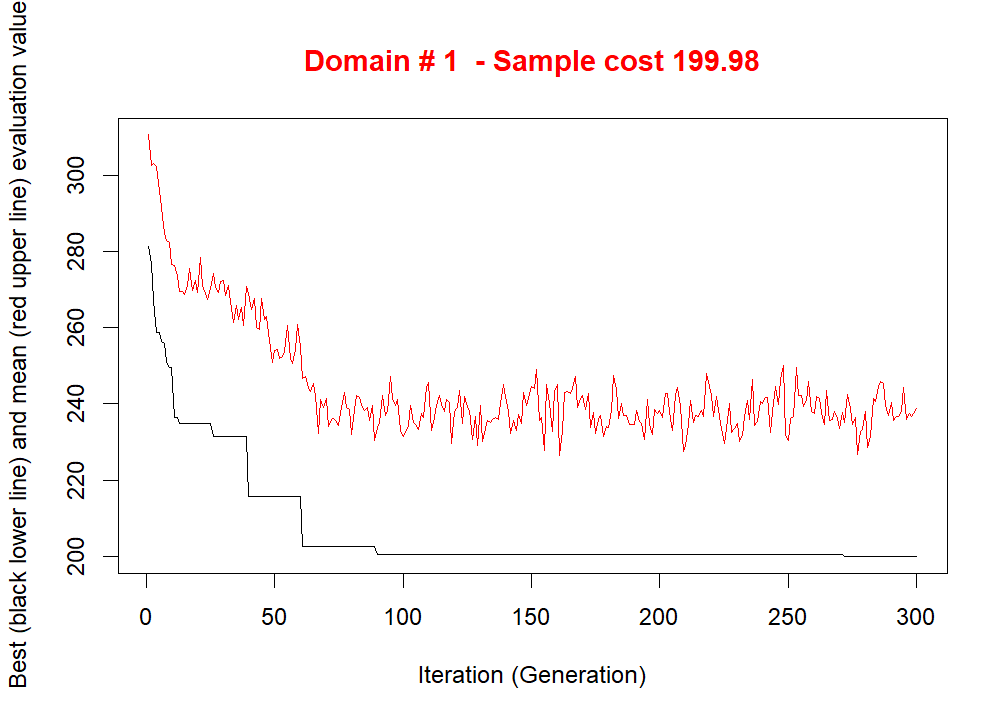 Domain # 1  - Sample cost 199.98
Best (black lower line) and mean (red upper line) evaluation value
300
280
260
240
220
200
0 50 100 150 200 250 300
Iteration (Generation)